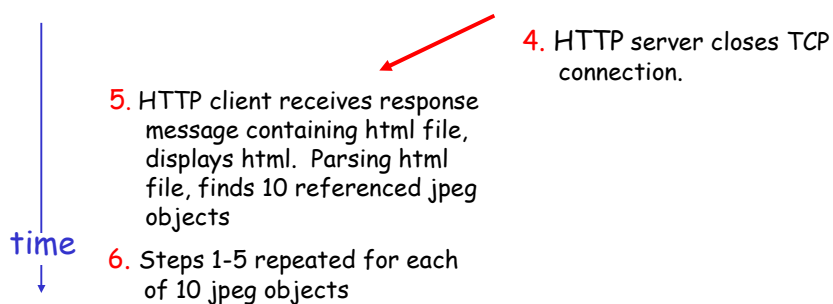 4. HTTP server closes TCP
connection.
5. HTTP client receives response
message containing html file,
displays html. Parsing html
file, finds 10 referenced jpeg
objects
time
6. Steps 1-5 repeated for each
of 10 jpeg objects